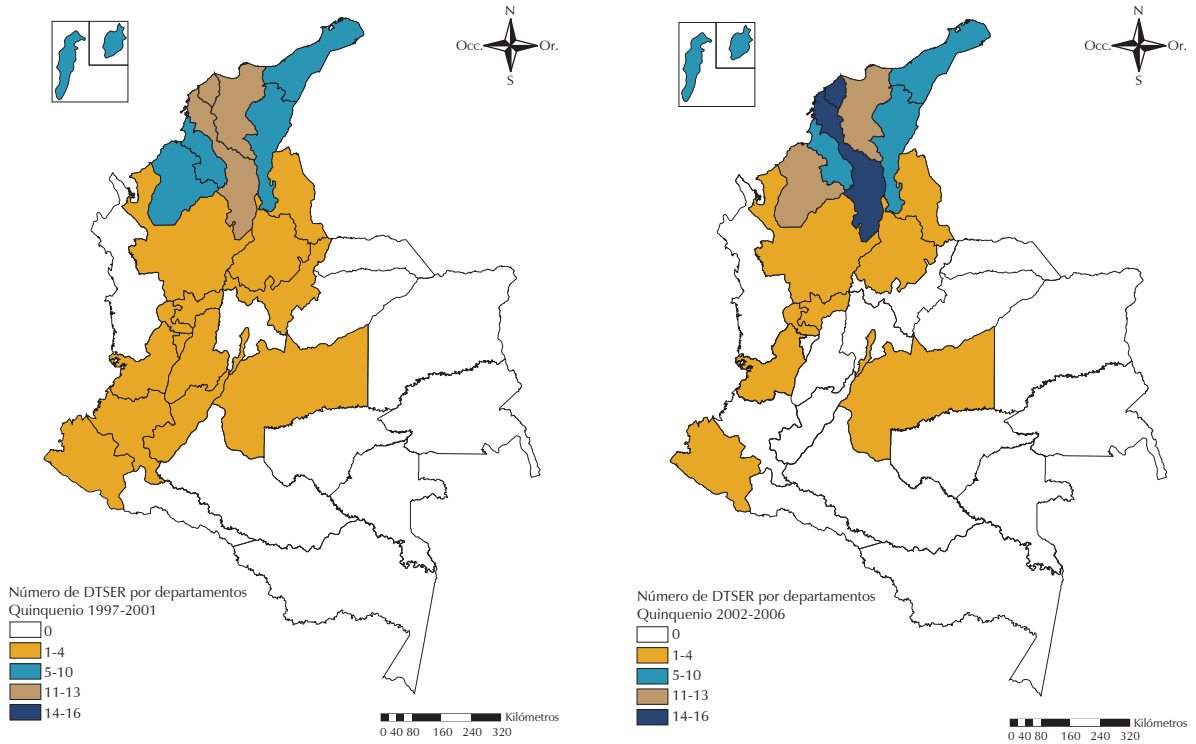 N
Occ.
Or.
S
Número de DTSER por departamentos
Quinquenio 1997-2001
0
1-4
5-10
11-13
14-16
Kilómetros
0 40 80 160 240 320
N
Occ.
Or.
S
Número de DTSER por departamentos
Quinquenio 2002-2006
0
1-4
5-10
11-13
14-16
Kilómetros
0 40 80 160 240 320